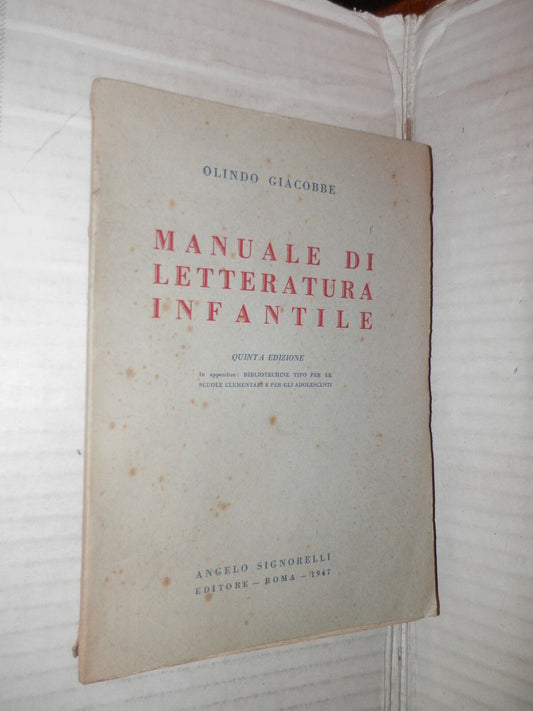 OLINDO GIACOBBE
MANUALE DI
LETTERATURA
INFANTILE
QUINTA EDIZIONE
In appendice: BIBLIOTECHINE TIPO PER LE
SCUOLE ELEMENTARI E PER GLI ADOLESCENTI
ANGELO SIGNORELLI
EDITORE — ROMA — 1947